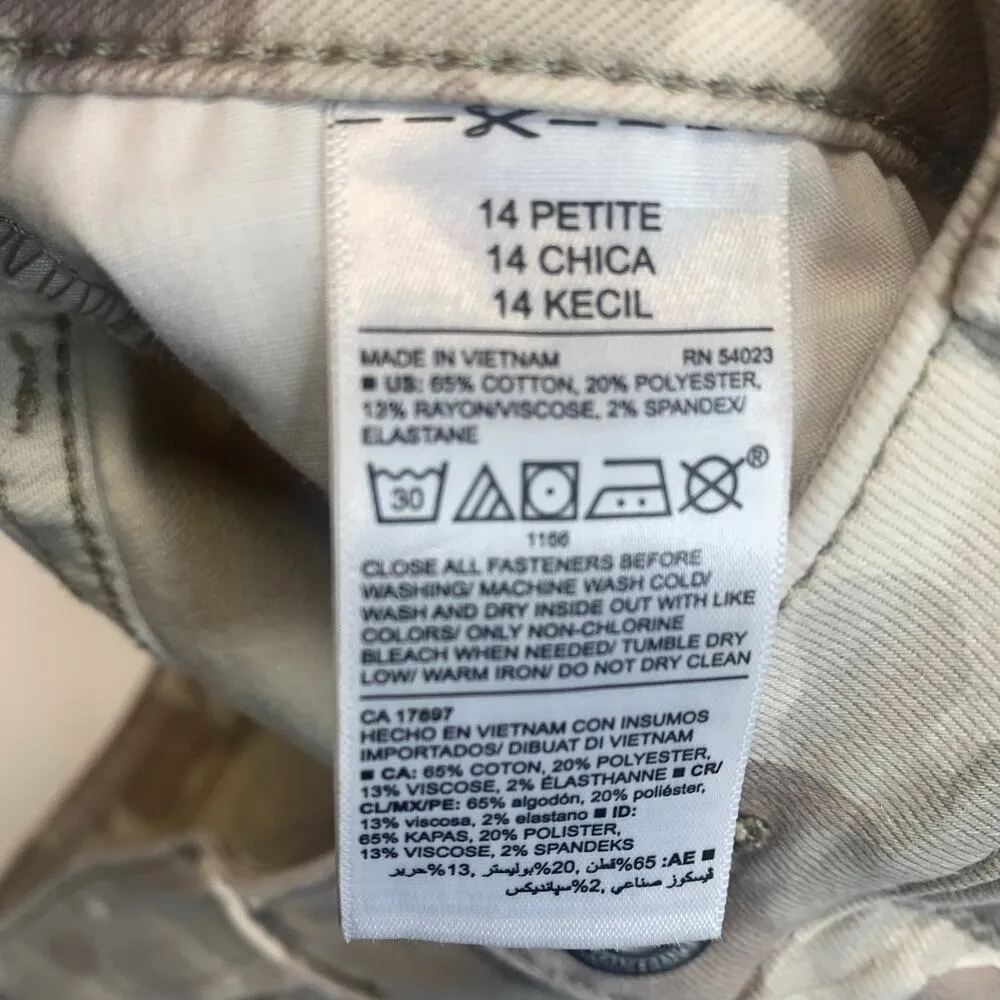 14 PETITE
14 CHICA
14 KECIL
MADE IN VIETNAM RN 54023
■ US: 65% COTTON, 20% POLYESTER,
13% RAYON/VISCOSE, 2% SPANDEX/
ELASTANE
30
®
1166
CLOSE ALL FASTENERS BEFORE
WASHING/ MACHINE WASH COLD/
WASH AND DRY INSIDE OUT WITH LIKE
COLORS/ ONLY NON-CHLORINE
BLEACH WHEN NEEDED/ TUMBLE DRY
LOW/ WARM IRON/ DO NOT DRY CLEAN
CA 17897
HECHO EN VIETNAM CON INSUMOS
IMPORTADOS/ DIBUAT DI VIETNAM
■ CA: 65% COTON, 20% POLYESTER,
13% VISCOSE, 2% ÉLASTHANNE ■ CR/
CL/MX/PE: 65% algodón, 20% poliéster,
13% viscosa, 2% elastano ■ ID:
65% KAPAS, 20% POLISTER,
13% VISCOSE, 2% SPANDEKS
■ AE: 65%قطن, 20%بوليستر, 13%حرير
ڤيسكوز صناعي, 2%سپانديكس